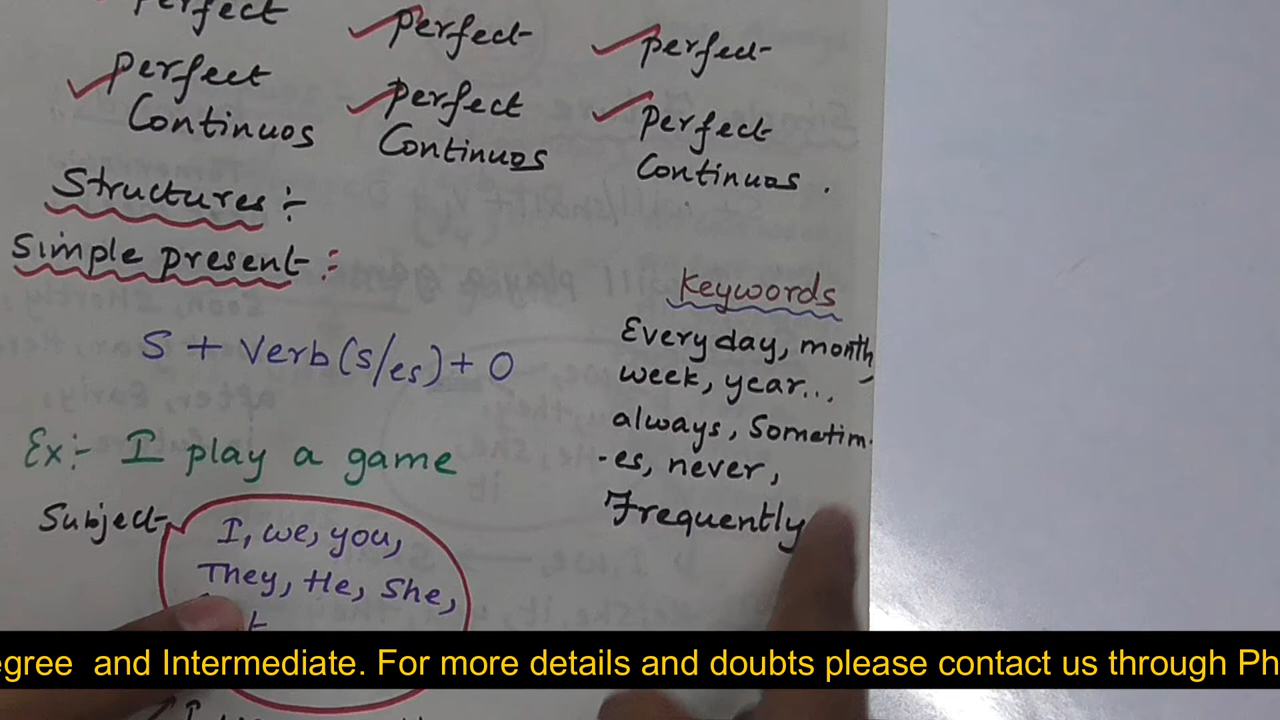 Perfect perfect perfect
Perfect perfect perfect
Continuos Continuos Continuos.
Structures:-
Simple present:-
Keywords
Everyday, month,
week, year...
always, Sometim-
-es, never,
Frequently
S + Verb(s/es) + O
Ex:- I play a game
Subject
I, we, you,
They, He, She,
egree and Intermediate. For more details and doubts please contact us through Ph